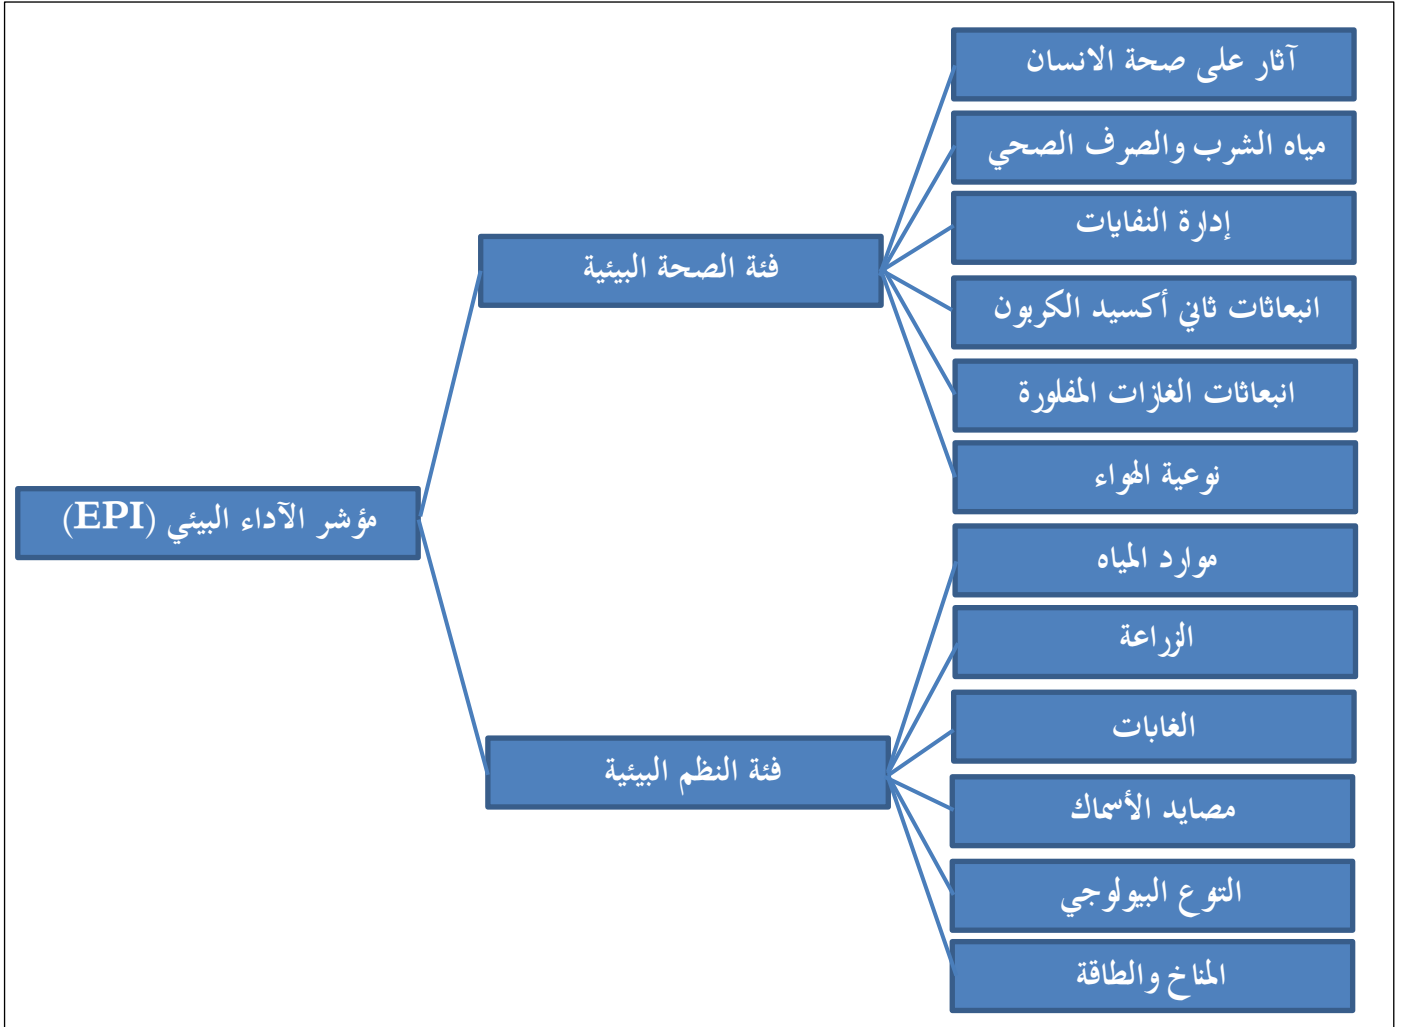 آثار على صحة الانسان
مياه الشرب والصرف الصحي
إدارة النفايات
فئة الصحة البيئية
انبعاثات ثاني أكسيد الكربون
انبعاثات الغازات المفلورة
نوعية الهواء
مؤشر الآداء البيئي (EPI)
موارد المياه
الزراعة
الغابات
فئة النظم البيئية
مصايد الأسماك
التنوع البيولوجي
المناخ والطاقة